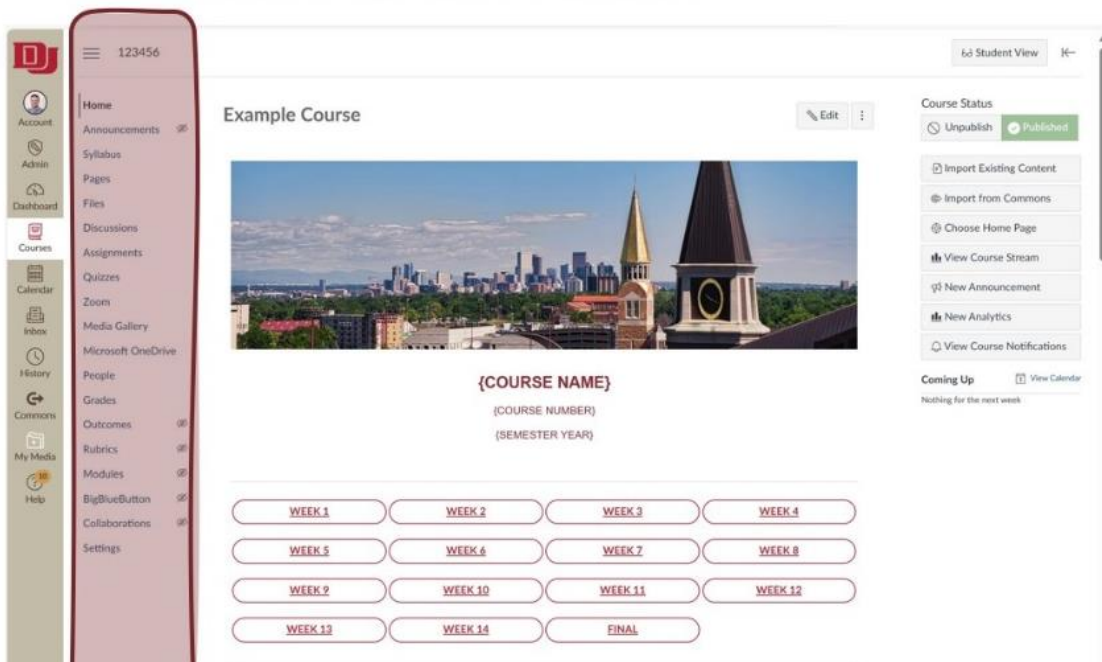 DU
Account
Admin
Dashboard
Courses
Calendar
Inbox
History
Commons
My Media
10
Help
123456
Home
Announcements
Syllabus
Pages
Files
Discussions
Assignments
Quizzes
Zoom
Media Gallery
Microsoft OneDrive
People
Grades
Outcomes
Rubrics
Modules
BigBlueButton
Collaborations
Settings
Student View
Example Course
Edit
{COURSE NAME}
{COURSE NUMBER}
{SEMESTER YEAR}
WEEK 1 WEEK 2 WEEK 3 WEEK 4
WEEK 5 WEEK 6 WEEK 7 WEEK 8
WEEK 9 WEEK 10 WEEK 11 WEEK 12
WEEK 13 WEEK 14 FINAL
Course Status
Unpublish Published
Import Existing Content
Import from Commons
Choose Home Page
View Course Stream
New Announcement
New Analytics
View Course Notifications
Coming Up View Calendar
Nothing for the next week